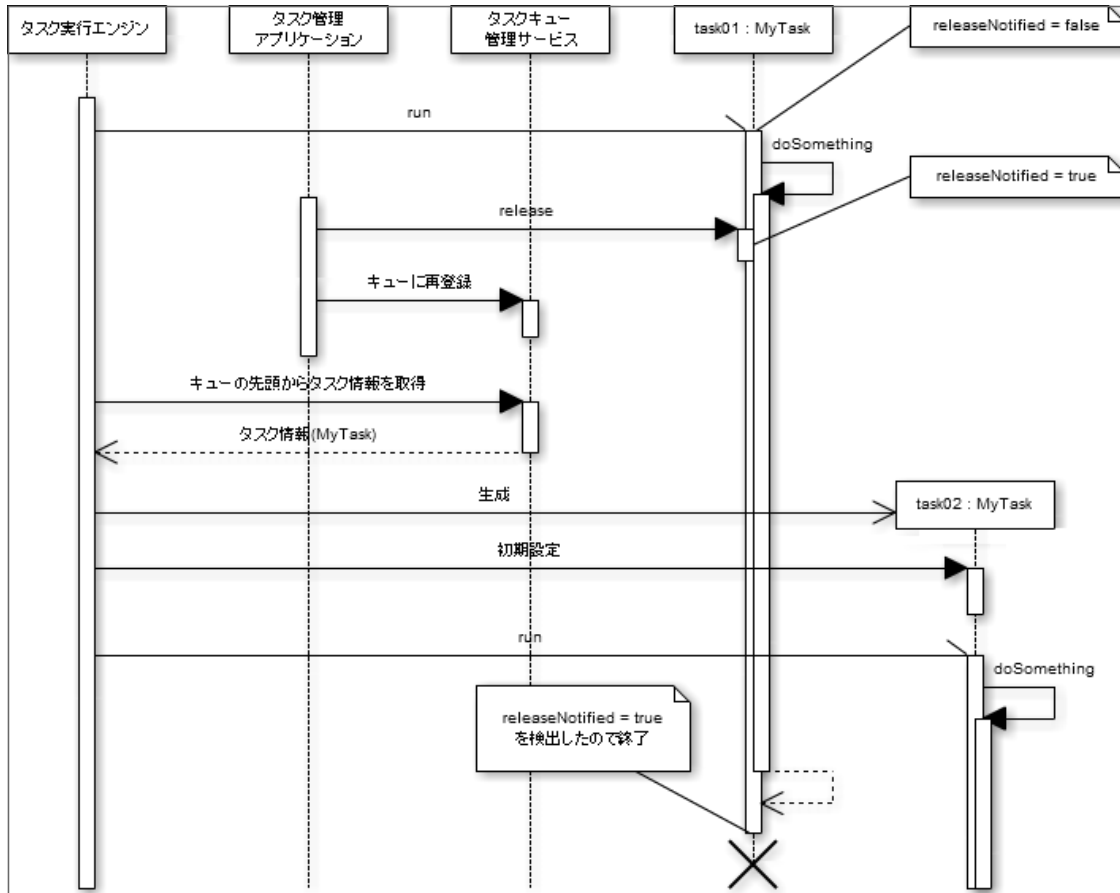 タスク実行エンジン
タスク管理
アプリケーション
タスクキュー
管理サービス
task01 : MyTask
releaseNotified = false
run
doSomething
releaseNotified = true
release
キューに再登録
キューの先頭からタスク情報を取得
タスク情報(MyTask)
生成
task02 : MyTask
初期設定
run
doSomething
releaseNotified = true
を検出したので終了